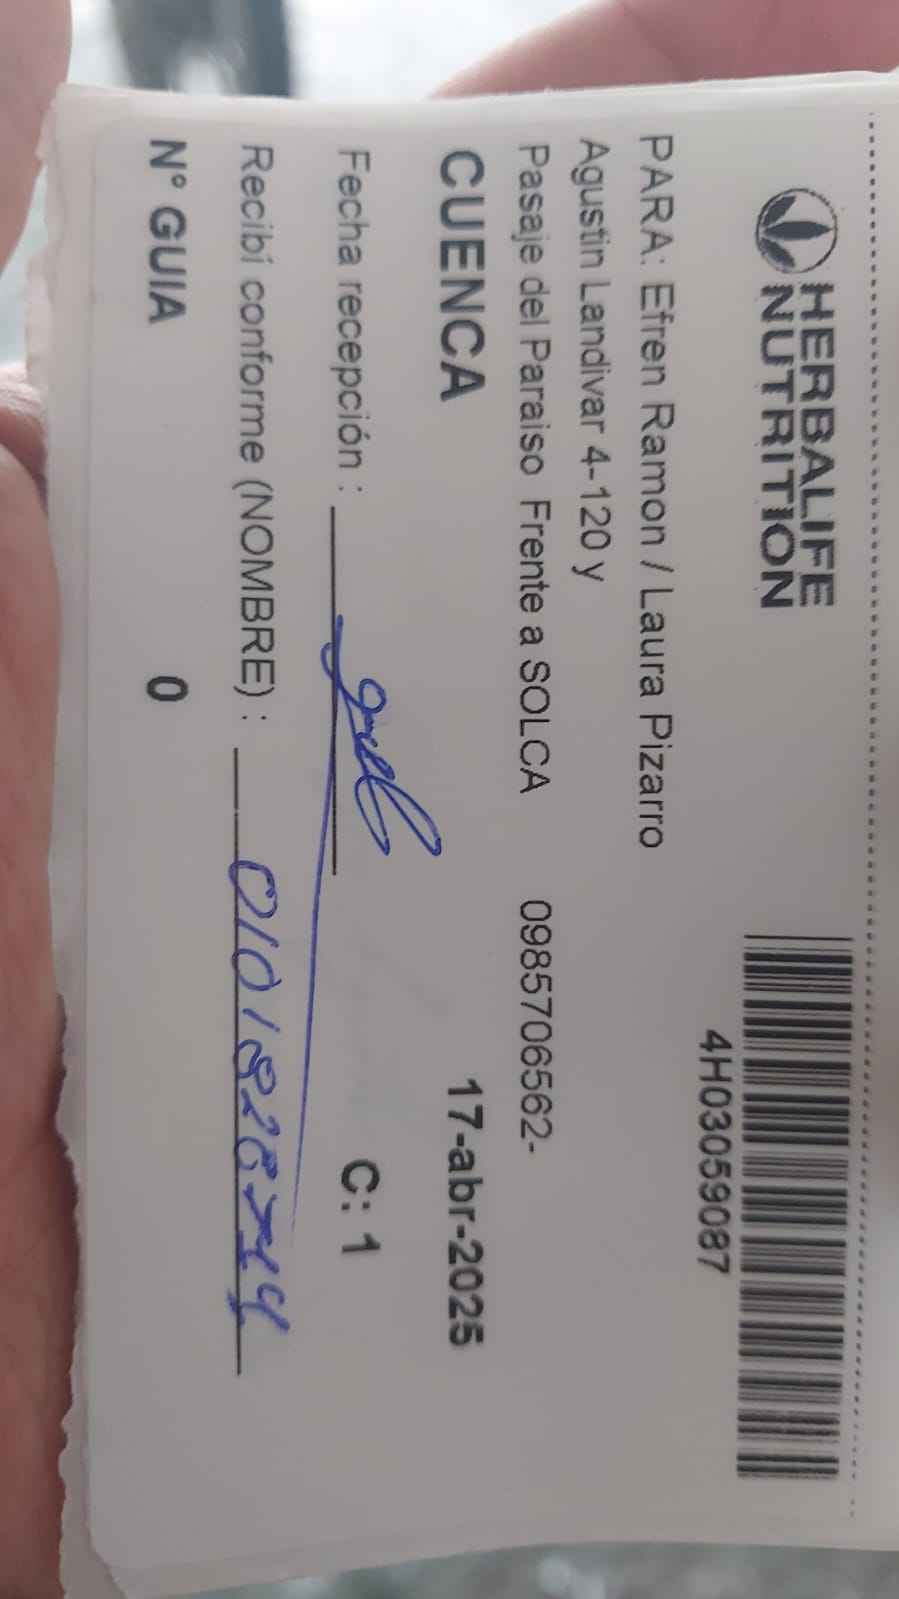 HERBALIFE
NUTRITION
4H03059087
PARA: Efren Ramon / Laura Pizarro
Agustin Landivar 4-120 y
Pasaje del Paraiso Frente a SOLCA 0985706562-
CUENCA 17-abr-2025
Fecha recepción : C: 1
Recibí conforme (NOMBRE) :
N° GUIA 0